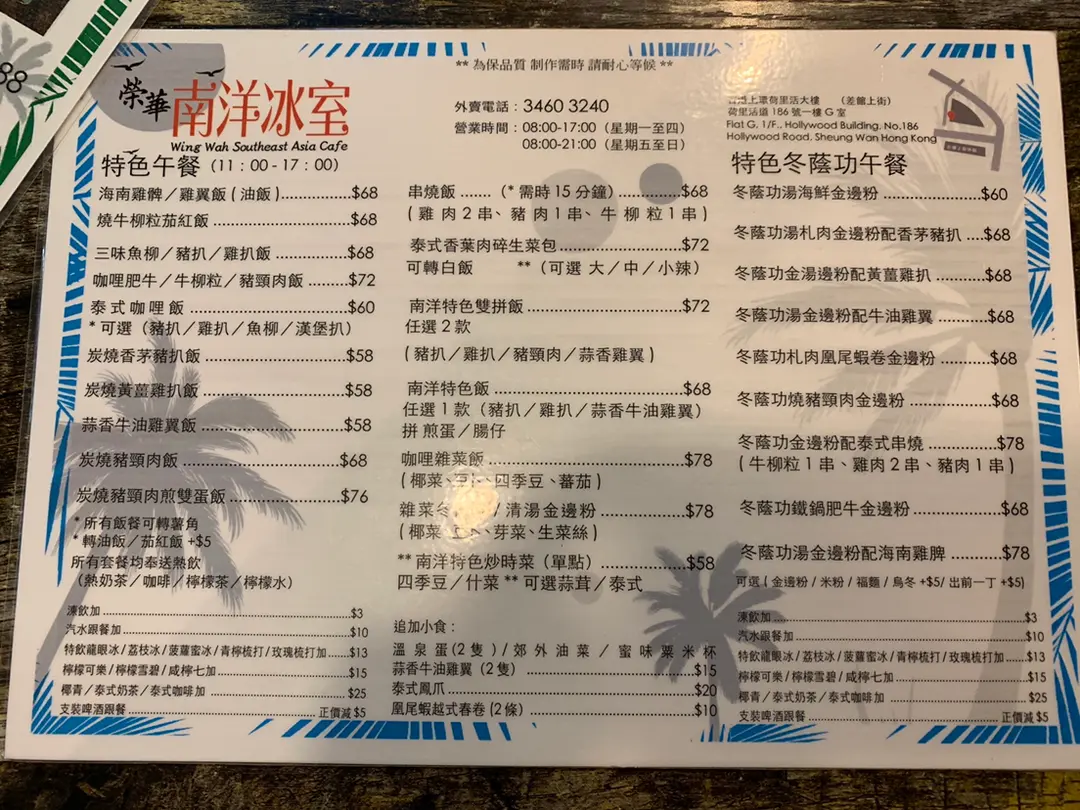 88
榮華 南洋冰室
Wing Wah Southeast Asia Cafe
** 為保品質 制作需時 請耐心等候 **
外賣電話：3460 3240
營業時間：08:00-17:00（星期一至四）
08:00-21:00（星期五至日）
香港上環荷里活大樓 （差館上街）
荷里活道 186 號一樓 G 室
Flat G, 1/F., Hollywood Building, No.186
Hollywood Road, Sheung Wan Hong Kong
特色午餐（11：00 - 17：00）
海南雞髀／雞翼飯 ( 油飯 )..................$68
燒牛柳粒茄紅飯 ..........................$68
三味魚柳／豬扒／雞扒飯 ..................$68
咖哩肥牛／牛柳粒／豬頸肉飯 .........$72
泰式咖哩飯 ..........................$60
* 可選（豬扒／雞扒／魚柳／漢堡扒）
炭燒香茅豬扒飯 ..........................$58
炭燒黃薑雞扒飯 ..........................$58
蒜香牛油雞翼飯 ..........................$58
炭燒豬頸肉飯 ..........................$68
炭燒豬頸肉煎雙蛋飯 ..................$76
* 所有飯餐可轉薯角
* 轉油飯／茄紅飯 +$5
所有套餐均奉送熱飲
（熱奶茶 / 咖啡 / 檸檬茶 / 檸檬水）
凍飲加 ..........................$3
汽水跟餐加 ..........................$10
特飲龍眼冰 / 荔枝冰 / 菠蘿蜜冰 / 青檸梳打 / 玫瑰梳打加 ......$13
檸檬可樂 / 檸檬雪碧 / 咸檸七加 ..................$15
椰青／泰式奶茶／泰式咖啡加 ..................$25
支裝啤酒跟餐 ..........................正價減 $5
串燒飯 ......（* 需時 15 分鐘）...............$68
( 雞肉 2 串、豬肉 1 串、牛柳粒 1 串 )
泰式香葉肉碎生菜包 ..................$72
可轉白飯 **（可選 大／中／小辣）
南洋特色雙拼飯 ..........................$72
任選 2 款
( 豬扒／雞扒／豬頸肉／蒜香雞翼 )
南洋特色飯 ..........................$68
任選 1 款（豬扒／雞扒／蒜香牛油雞翼）
拼 煎蛋／腸仔
咖哩雜菜飯 ..........................$78
( 椰菜、豆卜、四季豆、蕃茄 )
雜菜冬 ／清湯金邊粉 ..................$78
( 椰菜 、芽菜、生菜絲 )
** 南洋特色炒時菜（單點）..................$58
四季豆／什菜 ** 可選蒜茸／泰式
追加小食：
溫泉蛋 (2 隻 ) / 郊外油菜 / 蜜味粟米杯
蒜香牛油雞翼（2隻）..................$15
泰式鳳爪 ..........................$20
凰尾蝦越式春卷 (2 條 ) ..................$10
特色冬蔭功午餐
冬蔭功湯海鮮金邊粉 ..................$60
冬蔭功湯札肉金邊粉配香茅豬扒 ....$68
冬蔭功金湯邊粉配黃薑雞扒 .........$68
冬蔭功湯金邊粉配牛油雞翼 .........$68
冬蔭功札肉凰尾蝦卷金邊粉 .........$68
冬蔭功燒豬頸肉金邊粉 ..................$68
冬蔭功金邊粉配泰式串燒 ............$78
( 牛柳粒 1 串、雞肉 2 串、豬肉 1 串 )
冬蔭功鐵鍋肥牛金邊粉 ..................$68
冬蔭功湯金邊粉配海南雞髀 .........$78
可選 ( 金邊粉 / 米粉 / 福麵 / 烏冬 +$5/ 出前一丁 +$5)
凍飲加 ..........................$3
汽水跟餐加 ..........................$10
特飲龍眼冰 / 荔枝冰 / 菠蘿蜜冰 / 青檸梳打 / 玫瑰梳打加 ......$13
檸檬可樂 / 檸檬雪碧 / 咸檸七加 ..................$15
椰青／泰式奶茶／泰式咖啡加 ..................$25
支裝啤酒跟餐 ..........................正價減 $5